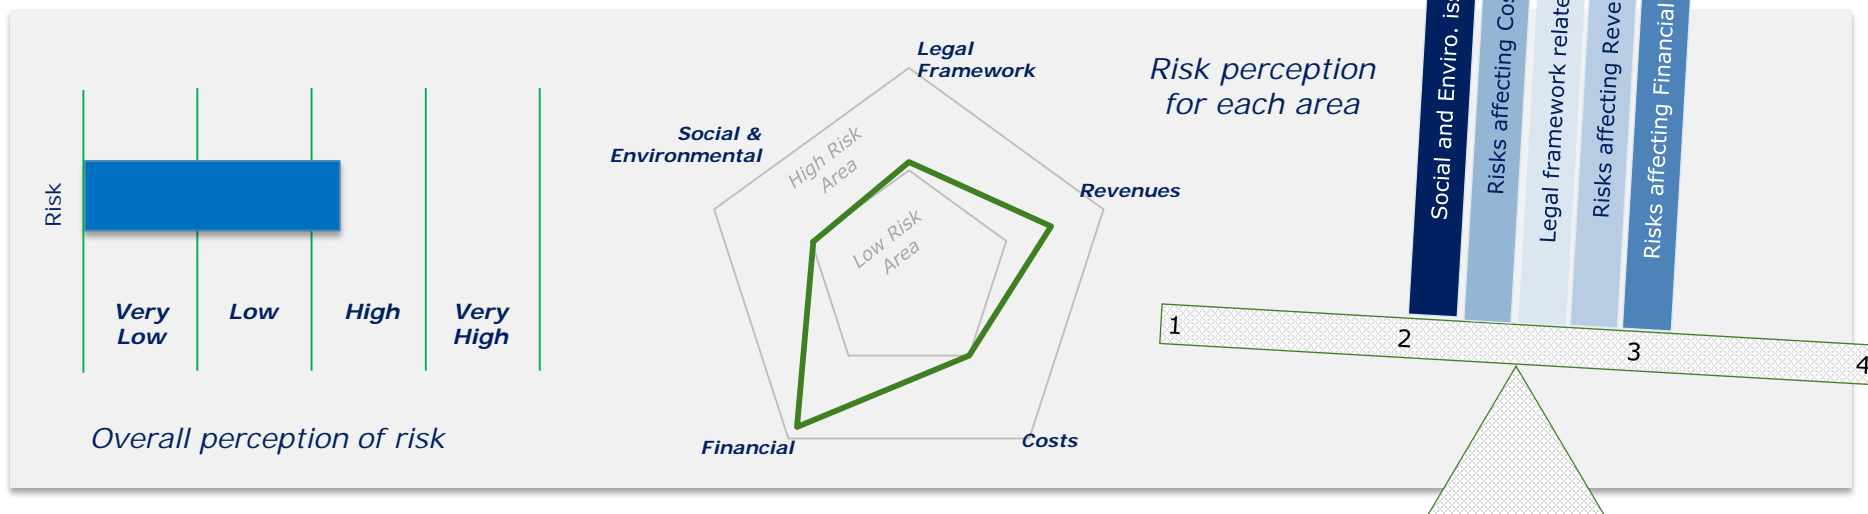 Risk
Very
Low
Low
High
Very
High
Overall perception of risk
Legal
Framework
Social &
Environmental
High Risk
Area
Low Risk
Area
Revenues
Financial
Costs
Risk perception
for each area
Social and Enviro. iss
Risks affecting Cos
Legal framework relate
Risks affecting Reve
Risks affecting Financial
1
2
3
4